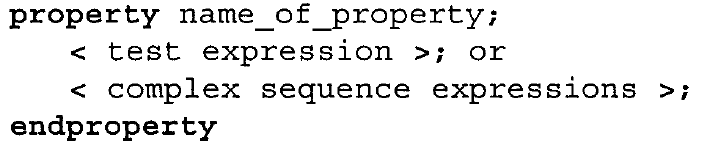 property name_of_property;
< test expression >; or
< complex sequence expressions >;
endproperty